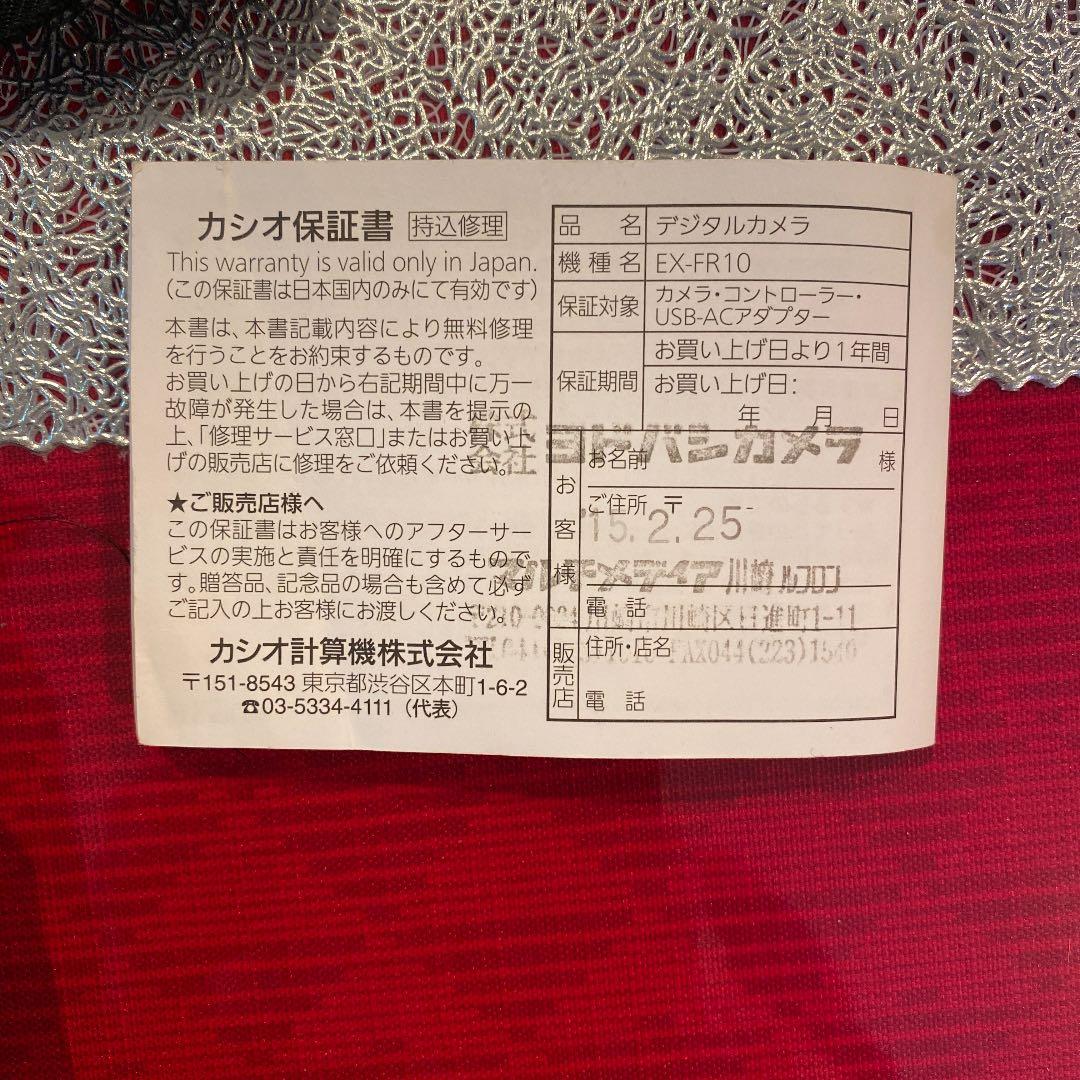 カシオ保証書 持込修理
This warranty is valid only in Japan.
(この保証書は日本国内のみにて有効です)
本書は、本書記載内容により無料修理
を行うことをお約束するものです。
お買い上げの日から右記期間中に万一
故障が発生した場合は、本書を提示の
上、「修理サービス窓口」またはお買い上
げの販売店に修理をご依頼ください。
★ご販売店様へ
この保証書はお客様へのアフターサー
ビスの実施と責任を明確にするもので
す。贈答品、記念品の場合も含めて必ず
ご記入の上お客様にお渡しください。
カシオ計算機株式会社
〒151-8543 東京都渋谷区本町1-6-2
☎03-5334-4111 (代表)
品名 デジタルカメラ
機種名 EX-FR10
保証対象 カメラ・コントローラー・
USB-ACアダプター
保証期間 お買い上げ日より1年間
お買い上げ日:
年 月 日
お客様
お名前 様
ご住所 〒 -
電話
販売店
住所・店名
電話
株式会社 ヨドバシカメラ
'15.2.25
マルチメディア川崎ルフロン
川崎区日進町1-11
FAX044(223)1540